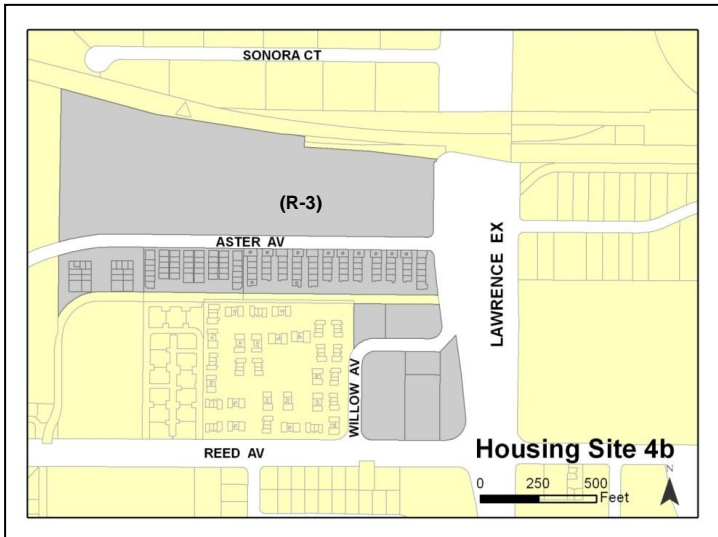 SONORA CT
(R-3)
ASTER AV
LAWRENCE EX
WILLOW AV
REED AV
Housing Site 4b
0 250 500
Feet
N